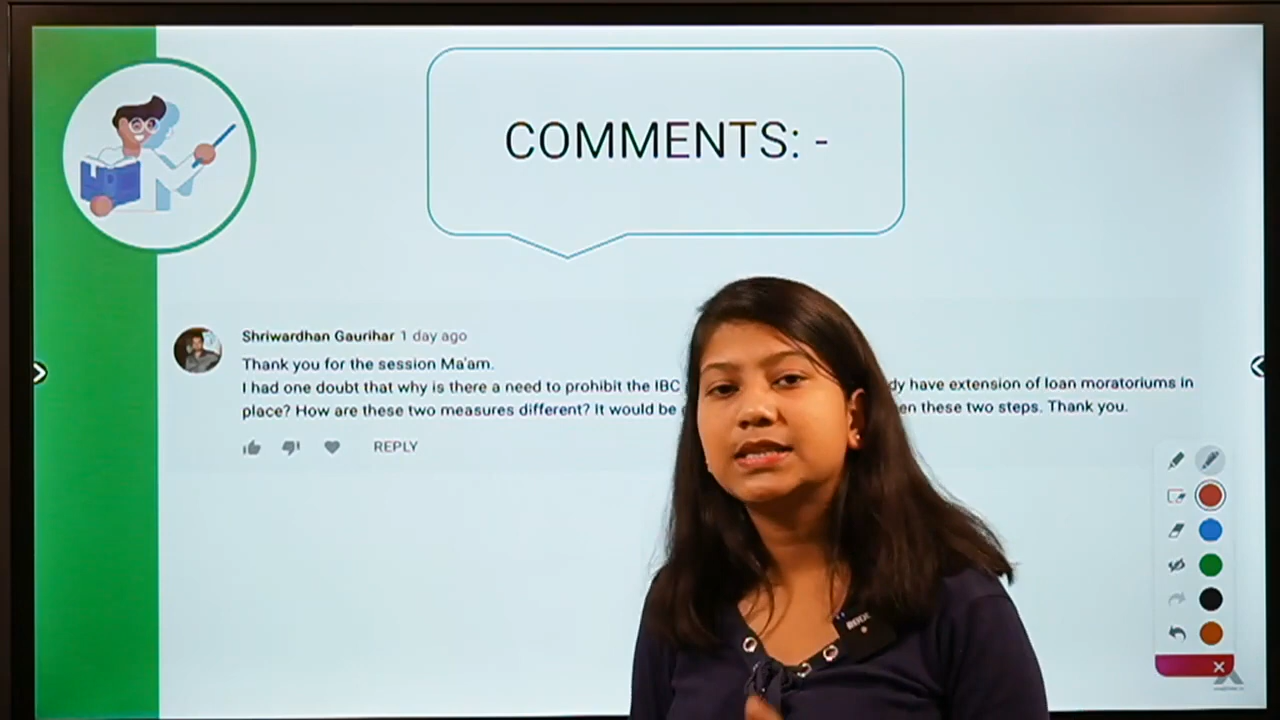 COMMENTS: -
Shriwardhan Gaurihar 1 day ago
Thank you for the session Ma'am.
I had one doubt that why is there a need to prohibit the IBC have extension of loan moratoriums in
place? How are these two measures different? It would be these two steps. Thank you.
REPLY